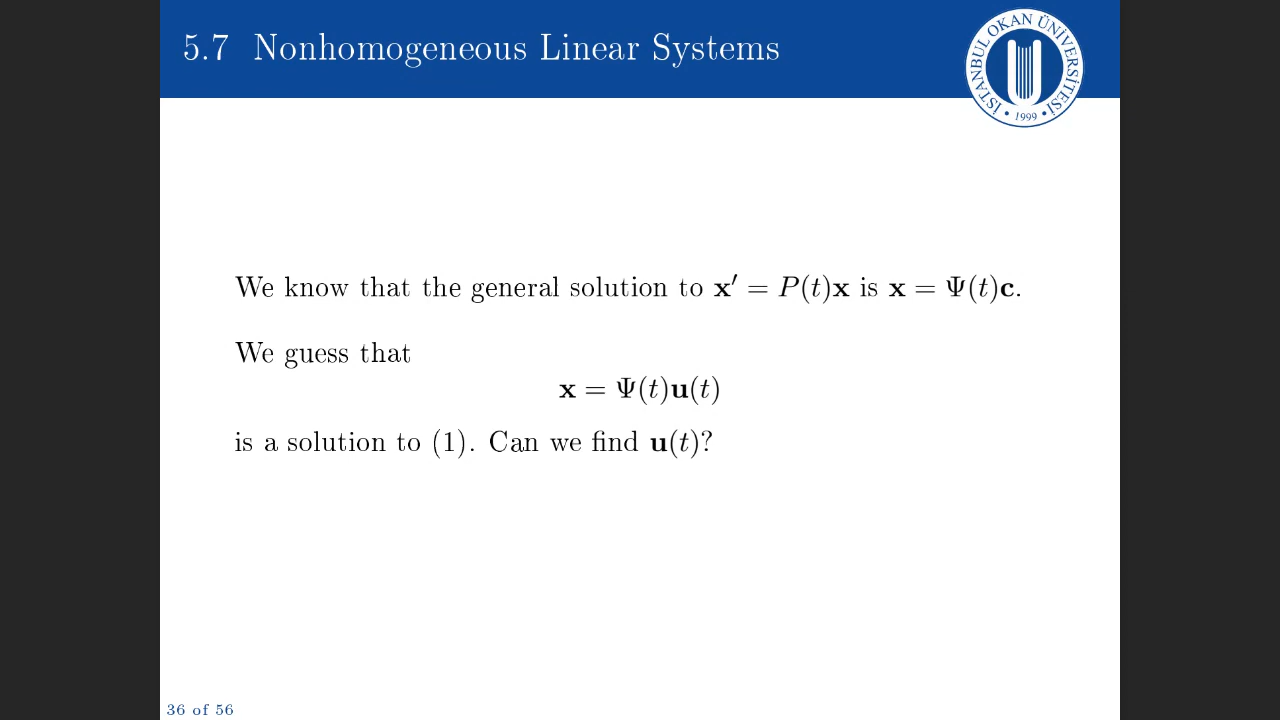 5.7 Nonhomogeneous Linear Systems
İSTANBUL OKAN ÜNİVERSİTESİ
• 1999 •
We know that the general solution to x′ = P(t)x is x = Ψ(t)c.
We guess that
x = Ψ(t)u(t)
is a solution to (1). Can we find u(t)?
36 of 56